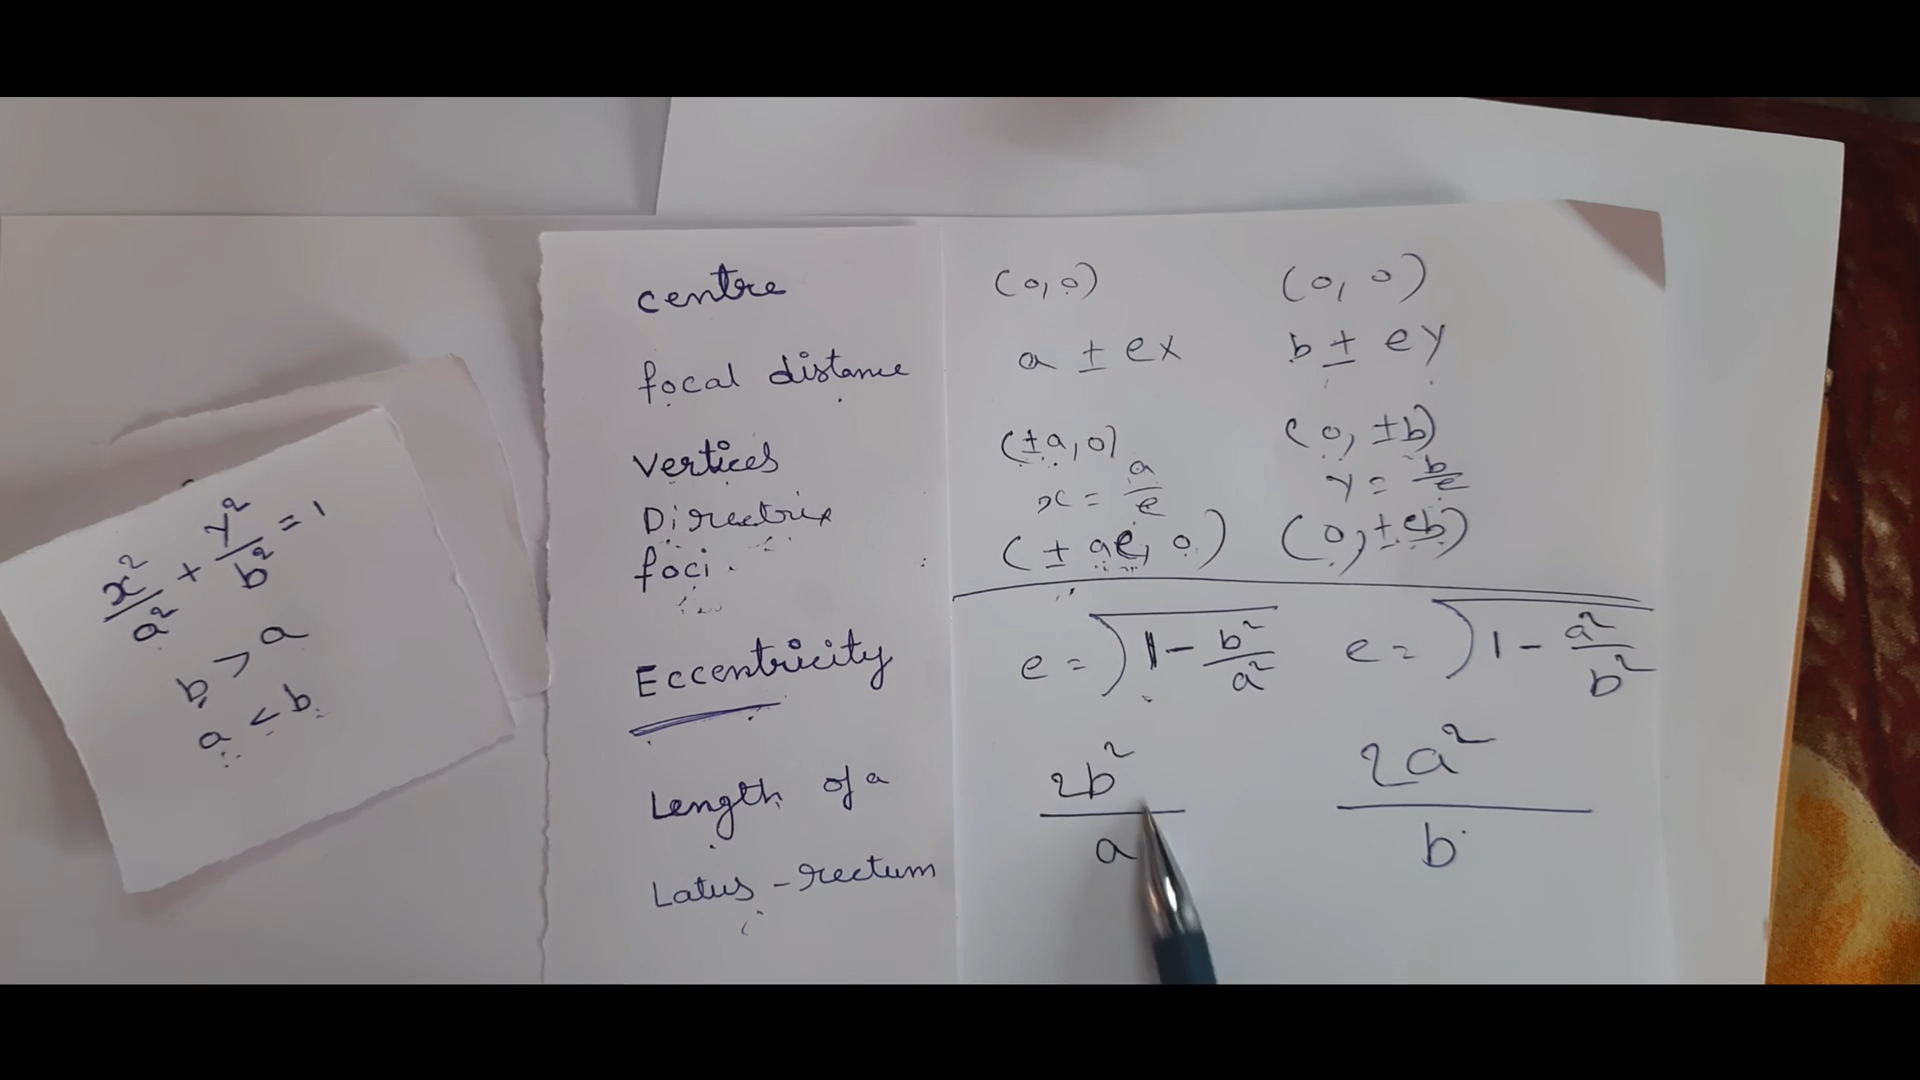 x²/a² + y²/b² = 1
b > a
a < b
centre (0,0) (0, 0)
focal distance a ± ex b ± ey
Vertices (±a, 0) (0, ±b)
Directrix x = a/e y = b/e
foci. (± ae, 0) (0, ±eb)
Eccentricity e = √1 - b²/a² e = √1 - a²/b²
Length of a 2b²/a 2a²/b
Latus - rectum